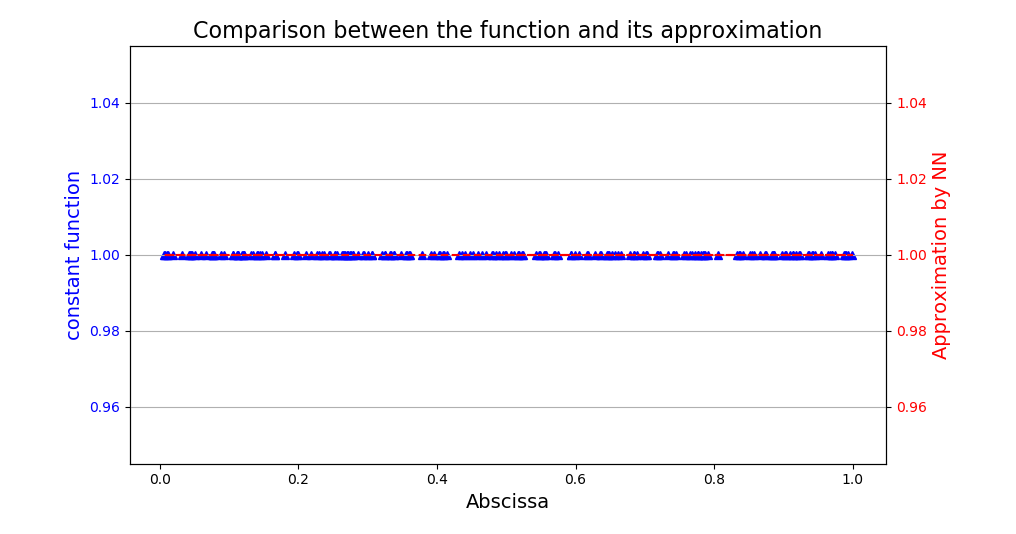 Comparison between the function and its approximation
constant function
1.04
1.02
1.00
0.98
0.96
1.04
1.02
1.00
0.98
0.96
Approximation by NN
0.0 0.2 0.4 0.6 0.8 1.0
Abscissa